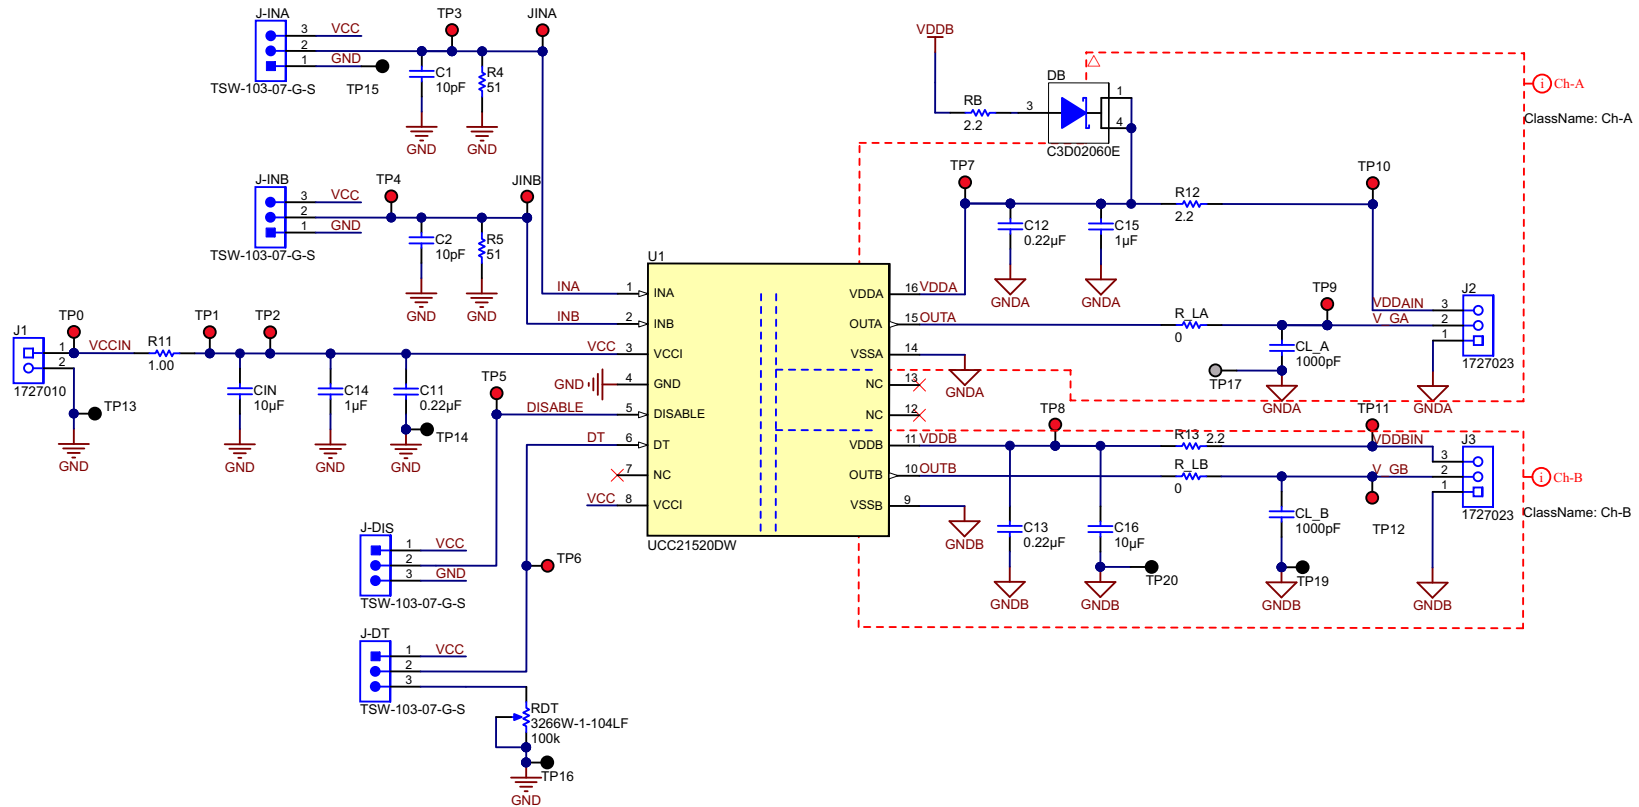 J-INA
3 VCC
2
1 GND
TSW-103-07-G-S
TP15
TP3
JINA
C1
10pF
R4
51
GND
GND
J-INB
3 VCC
2
1 GND
TSW-103-07-G-S
TP4
JINB
C2
10pF
R5
51
GND
GND
J1
1
2
1727010
TP0
VCCIN
R11
1.00
TP1
TP2
TP13
GND
CIN
10µF
GND
C14
1µF
GND
C11
0.22µF
TP14
GND
INA
INB
VCC
GND
TP5
DISABLE
DT
VCC
J-DIS
1 VCC
2
3 GND
TSW-103-07-G-S
TP6
J-DT
1 VCC
2
3
TSW-103-07-G-S
RDT
3266W-1-104LF
100k
TP16
GND
U1
1 INA
2 INB
3 VCCI
4 GND
5 DISABLE
6 DT
7 NC
8 VCCI
VDDA 16 VDDA
OUTA 15 OUTA
VSSA 14
NC 13
NC 12
VDDB 11 VDDB
OUTB 10 OUTB
VSSB 9
UCC21520DW
VDDB
RB
2.2
DB
3
1
4
C3D02060E
i Ch-A
ClassName: Ch-A
TP7
C12
0.22µF
GNDA
C15
1µF
GNDA
R12
2.2
TP10
GNDA
R_LA
0
TP9
CL_A
1000pF
TP17
GNDA
VDDAIN
V_GA
J2
3
2
1
1727023
GNDA
TP8
R13 2.2
TP11
VDDBIN
R_LB
0
V_GB
J3
3
2
1
1727023
TP12
i Ch-B
ClassName: Ch-B
GNDB
C13
0.22µF
GNDB
C16
10µF
TP20
GNDB
CL_B
1000pF
TP19
GNDB
GNDB